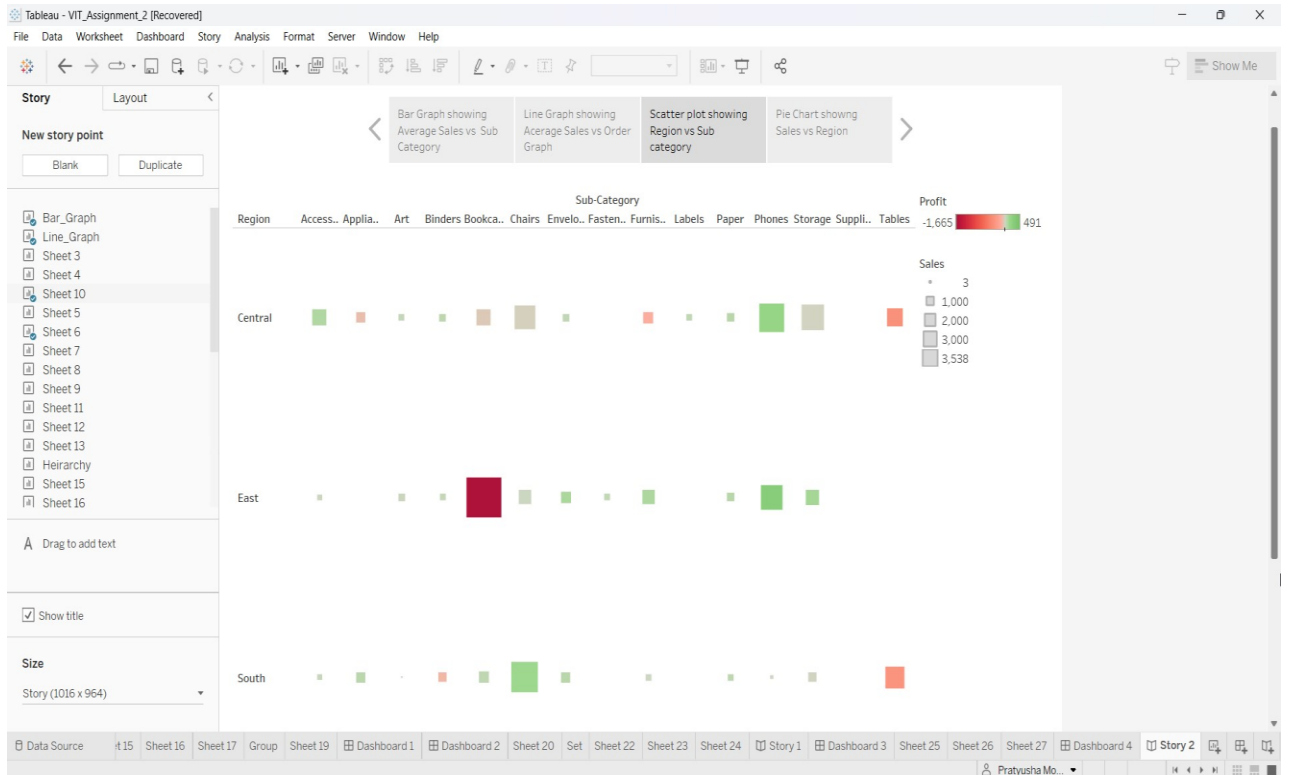 Tableau - VIT_Assignment_2 [Recovered]
File Data Worksheet Dashboard Story Analysis Format Server Window Help
Show Me
Story Layout
New story point
Blank Duplicate
Bar_Graph
Line_Graph
Sheet 3
Sheet 4
Sheet 10
Sheet 5
Sheet 6
Sheet 7
Sheet 8
Sheet 9
Sheet 11
Sheet 12
Sheet 13
Heirarchy
Sheet 15
Sheet 16
A Drag to add text
Show title
Size
Story (1016 x 964)
Bar Graph showing
Average Sales vs Sub
Category
Line Graph showing
Acerage Sales vs Order
Graph
Scatter plot showing
Region vs Sub
category
Pie Chart showng
Sales vs Region
Sub-Category
Region Access.. Applia.. Art Binders Bookca.. Chairs Envelo.. Fasten.. Furnis.. Labels Paper Phones Storage Suppli.. Tables
Central
East
South
Profit
-1,665 491
Sales
3
1,000
2,000
3,000
3,538
Data Source t 15 Sheet 16 Sheet 17 Group Sheet 19 Dashboard 1 Dashboard 2 Sheet 20 Set Sheet 22 Sheet 23 Sheet 24 Story 1 Dashboard 3 Sheet 25 Sheet 26 Sheet 27 Dashboard 4 Story 2
Pratyusha Mo...